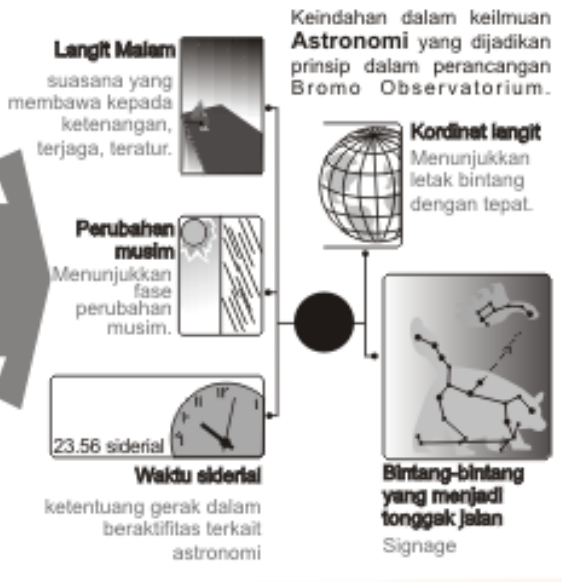 Keindahan dalam keilmuan
Astronomi yang dijadikan
prinsip dalam perancangan
Bromo Observatorium.
Langit Malam
suasana yang
membawa kepada
ketenangan,
terjaga, teratur.
Kordinat langit
Menunjukkan
letak bintang
dengan tepat.
Perubahan
musim
Menunjukkan
fase
perubahan
musim.
23.56 siderial
Waktu siderial
ketentuang gerak dalam
beraktifitas terkait
astronomi
Bintang-bintang
yang menjadi
tonggak jalan
Signage